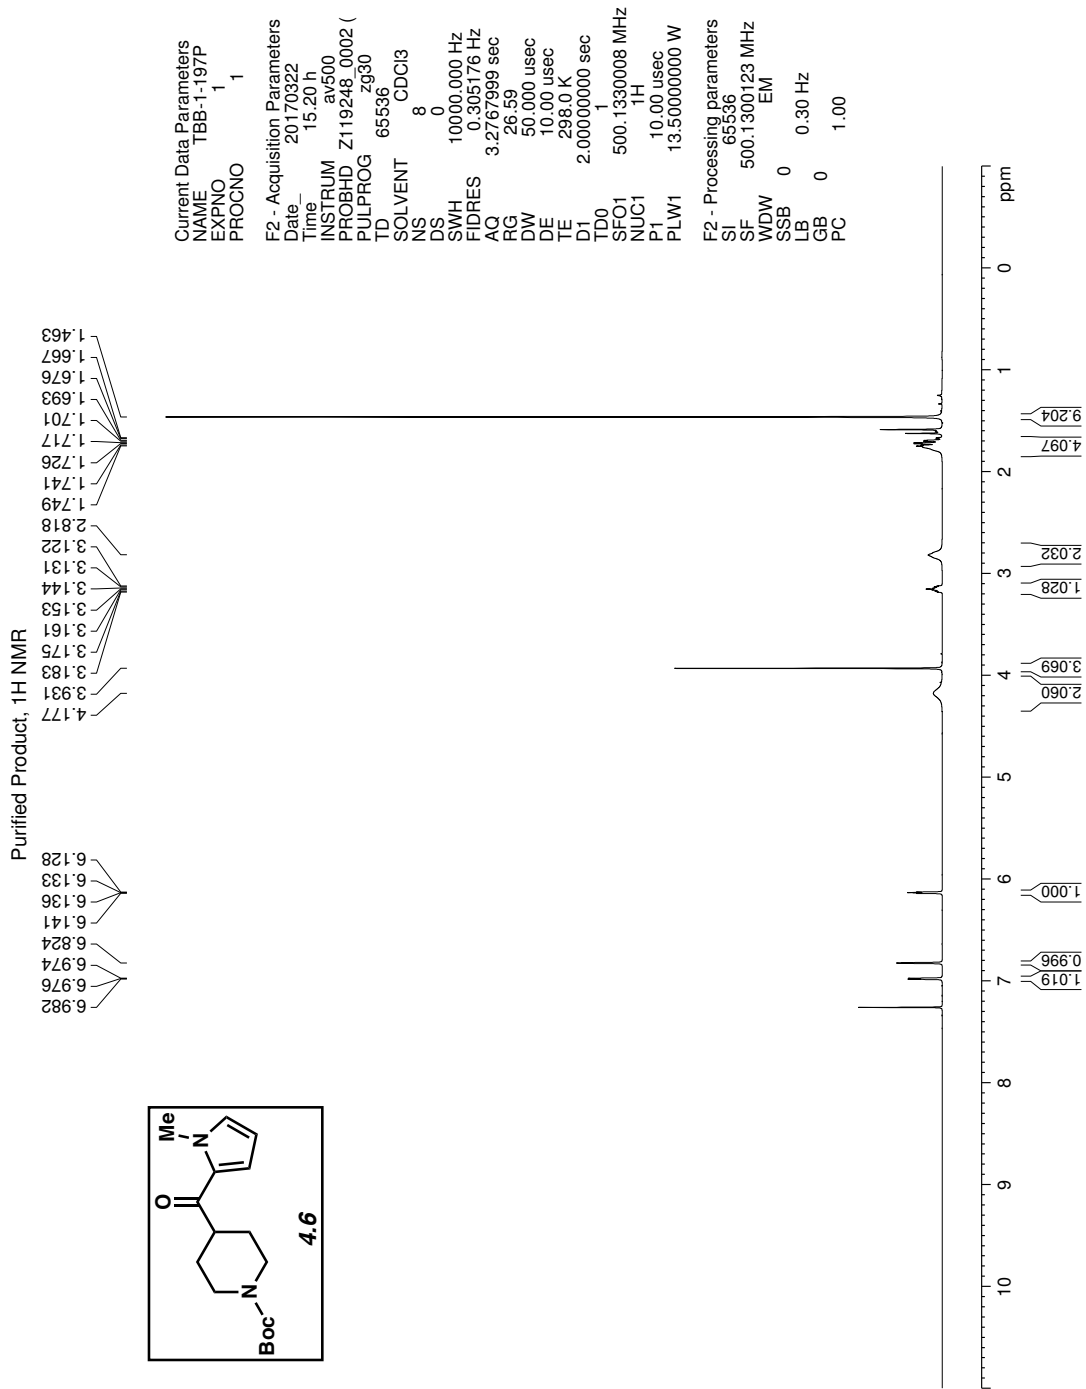 Purified Product, 1H NMR
6.982
6.976
6.974
6.824
6.141
6.136
6.133
6.128
4.177
3.931
3.183
3.175
3.161
3.153
3.144
3.131
3.122
2.818
1.749
1.741
1.726
1.717
1.701
1.693
1.676
1.667
1.463
Current Data Parameters
NAME TBB-1-197P
EXPNO 1
PROCNO 1
F2 - Acquisition Parameters
Date_ 20170322
Time 15.20 h
INSTRUM av500
PROBHD Z119248_0002 (
PULPROG zg30
TD 65536
SOLVENT CDCl3
NS 8
DS 0
SWH 10000.000 Hz
FIDRES 0.305176 Hz
AQ 3.2767999 sec
RG 26.59
DW 50.000 usec
DE 10.00 usec
TE 298.0 K
D1 2.00000000 sec
TD0 1
SFO1 500.1330008 MHz
NUC1 1H
P1 10.00 usec
PLW1 13.50000000 W
F2 - Processing parameters
SI 65536
SF 500.1300123 MHz
WDW EM
SSB 0
LB 0.30 Hz
GB 0
PC 1.00
O
Me
N
N
Boc
4.6
10 9 8 7 6 5 4 3 2 1 0 ppm
1.019
0.996
1.000
2.060
3.069
1.028
2.032
4.097
9.204